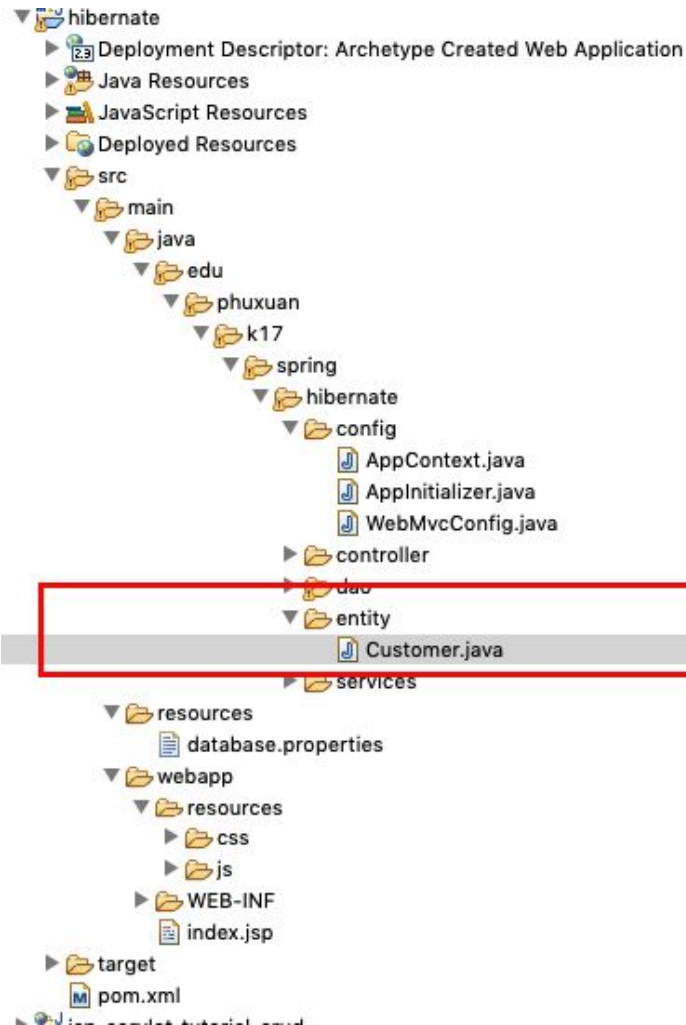 hibernate
Deployment Descriptor: Archetype Created Web Application
Java Resources
JavaScript Resources
Deployed Resources
src
main
java
edu
phuxuan
k17
spring
hibernate
config
AppContext.java
AppInitializer.java
WebMvcConfig.java
controller
dao
entity
Customer.java
services
resources
database.properties
webapp
resources
css
js
WEB-INF
index.jsp
target
pom.xml